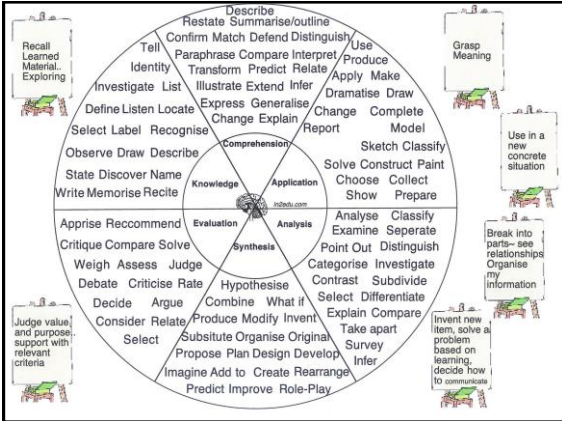 Describe
Restate Summarise/outline
Confirm Match Defend Distinguish
Paraphrase Compare Interpret
Transform Predict Relate
Illustrate Extend Infer
Express Generalise
Change Explain
Comprehension
Use
Produce
Apply Make
Dramatise Draw
Change Complete
Report Model
Sketch Classify
Solve Construct Paint
Choose Collect
Show Prepare
Application
Analyse Classify
Examine Seperate
Point Out Distinguish
Categorise Investigate
Contrast Subdivide
Select Differentiate
Explain Compare
Take apart
Survey
Infer
Analysis
Synthesis
Hypothesise
Combine What if
Produce Modify Invent
Subsitute Organise Original
Propose Plan Design Develop
Imagine Add to Create Rearrange
Predict Improve Role-Play
Evaluation
Apprise Reccommend
Critique Compare Solve
Weigh Assess Judge
Debate Criticise Rate
Decide Argue
Consider Relate
Select
Knowledge
Tell
Identity
Investigate List
Define Listen Locate
Select Label Recognise
Observe Draw Describe
State Discover Name
Write Memorise Recite
in2edu.com
Recall
Learned
Material..
Exploring
Grasp
Meaning
Use in a
new
concrete
situation
Break into
parts~ see
relationships
Organise
my
information
Invent new
item, solve a
problem
based on
learning,
decide how
to communicate
Judge value
and purpose..
support with
relevant
criteria